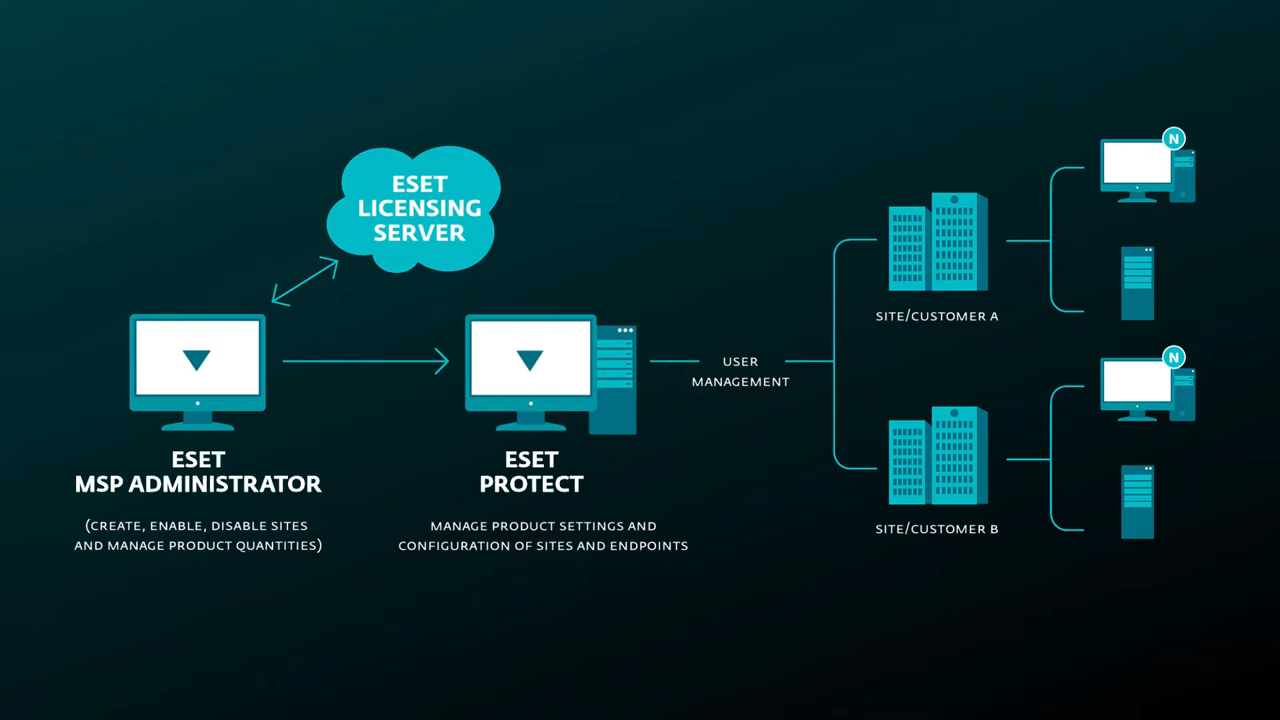 ESET
LICENSING
SERVER
ESET
MSP ADMINISTRATOR
(CREATE, ENABLE, DISABLE SITES
AND MANAGE PRODUCT QUANTITIES)
ESET
PROTECT
MANAGE PRODUCT SETTINGS AND
CONFIGURATION OF SITES AND ENDPOINTS
USER
MANAGEMENT
SITE/CUSTOMER A
N
SITE/CUSTOMER B
N